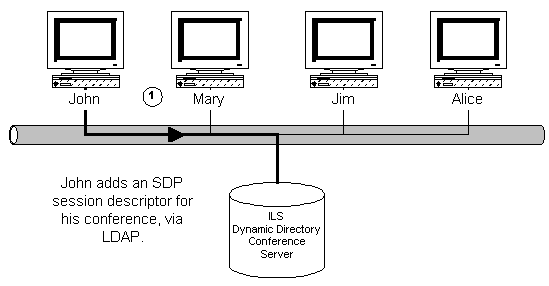 John
1
Mary
Jim
Alice
John adds an SDP
session descriptor for
his conference, via
LDAP.
ILS
Dynamic Directory
Conference
Server